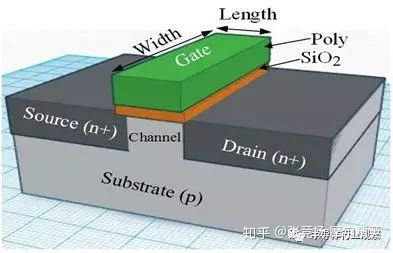 Length
Width
Poly
SiO2
Gate
Source (n+)
Channel
Drain (n+)
Substrate (p)
知乎